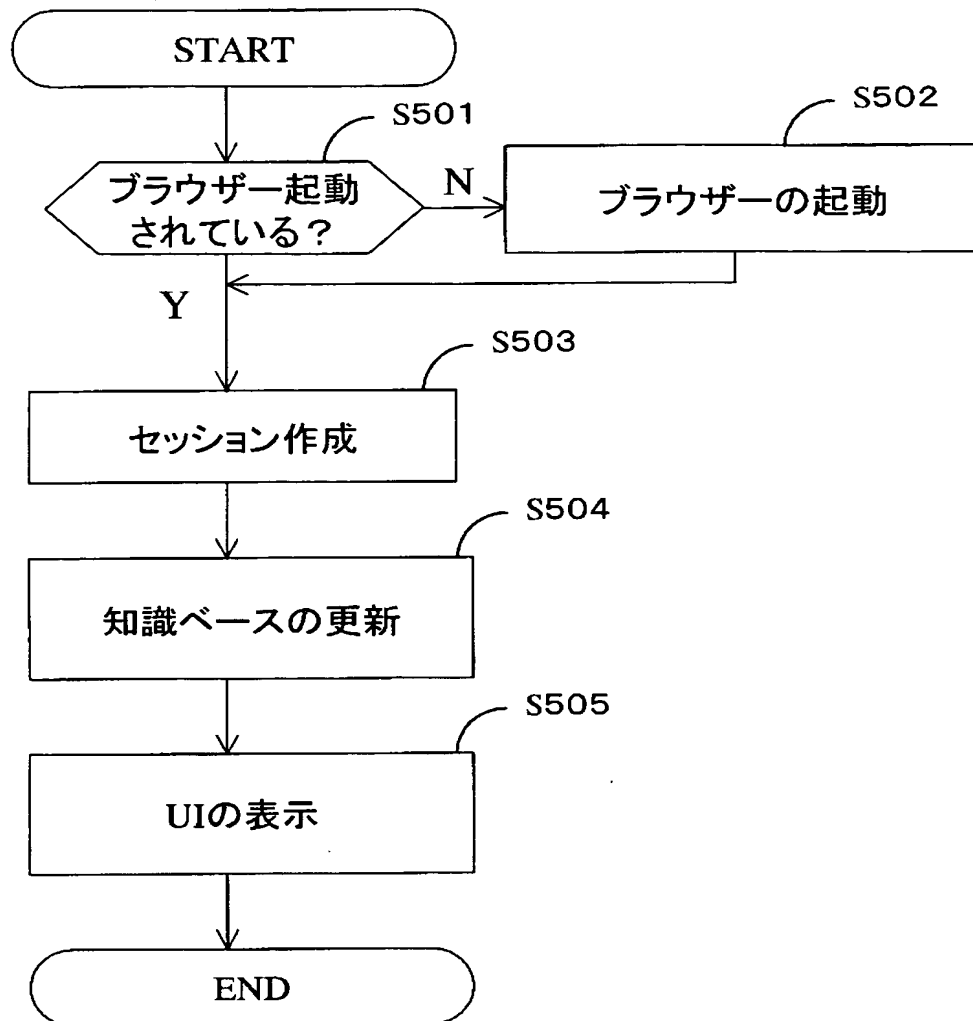 START
S501
S502
ブラウザー起動
されている？
N
ブラウザーの起動
Y
S503
セッション作成
S504
知識ベースの更新
S505
UIの表示
END